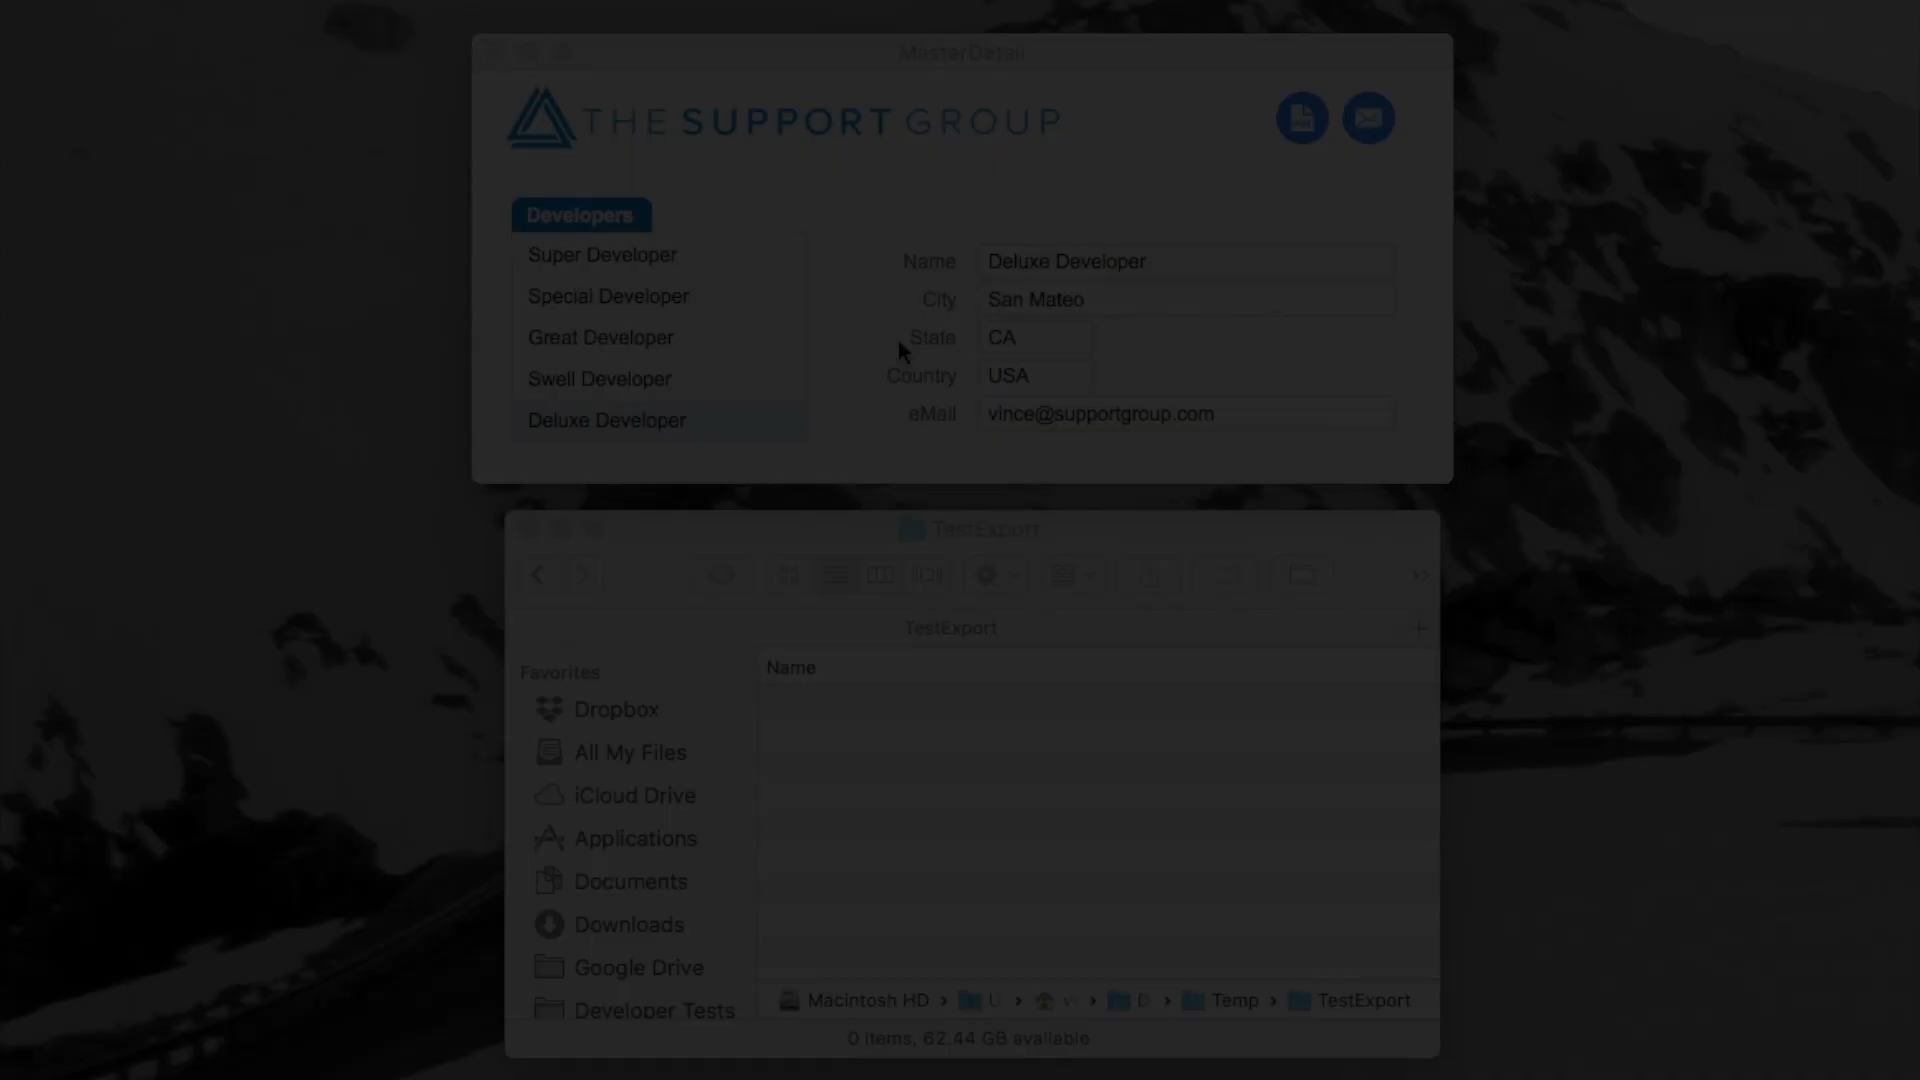 MasterDetail
THE SUPPORT GROUP
Developers
Super Developer
Special Developer
Great Developer
Swell Developer
Deluxe Developer
Name Deluxe Developer
City San Mateo
State CA
Country USA
eMail vince@supportgroup.com
TestExport
TestExport
Name
Favorites
Dropbox
All My Files
iCloud Drive
Applications
Documents
Downloads
Google Drive
Developer Tests
Macintosh HD › U › v › D › Temp › TestExport
0 items, 62.44 GB available